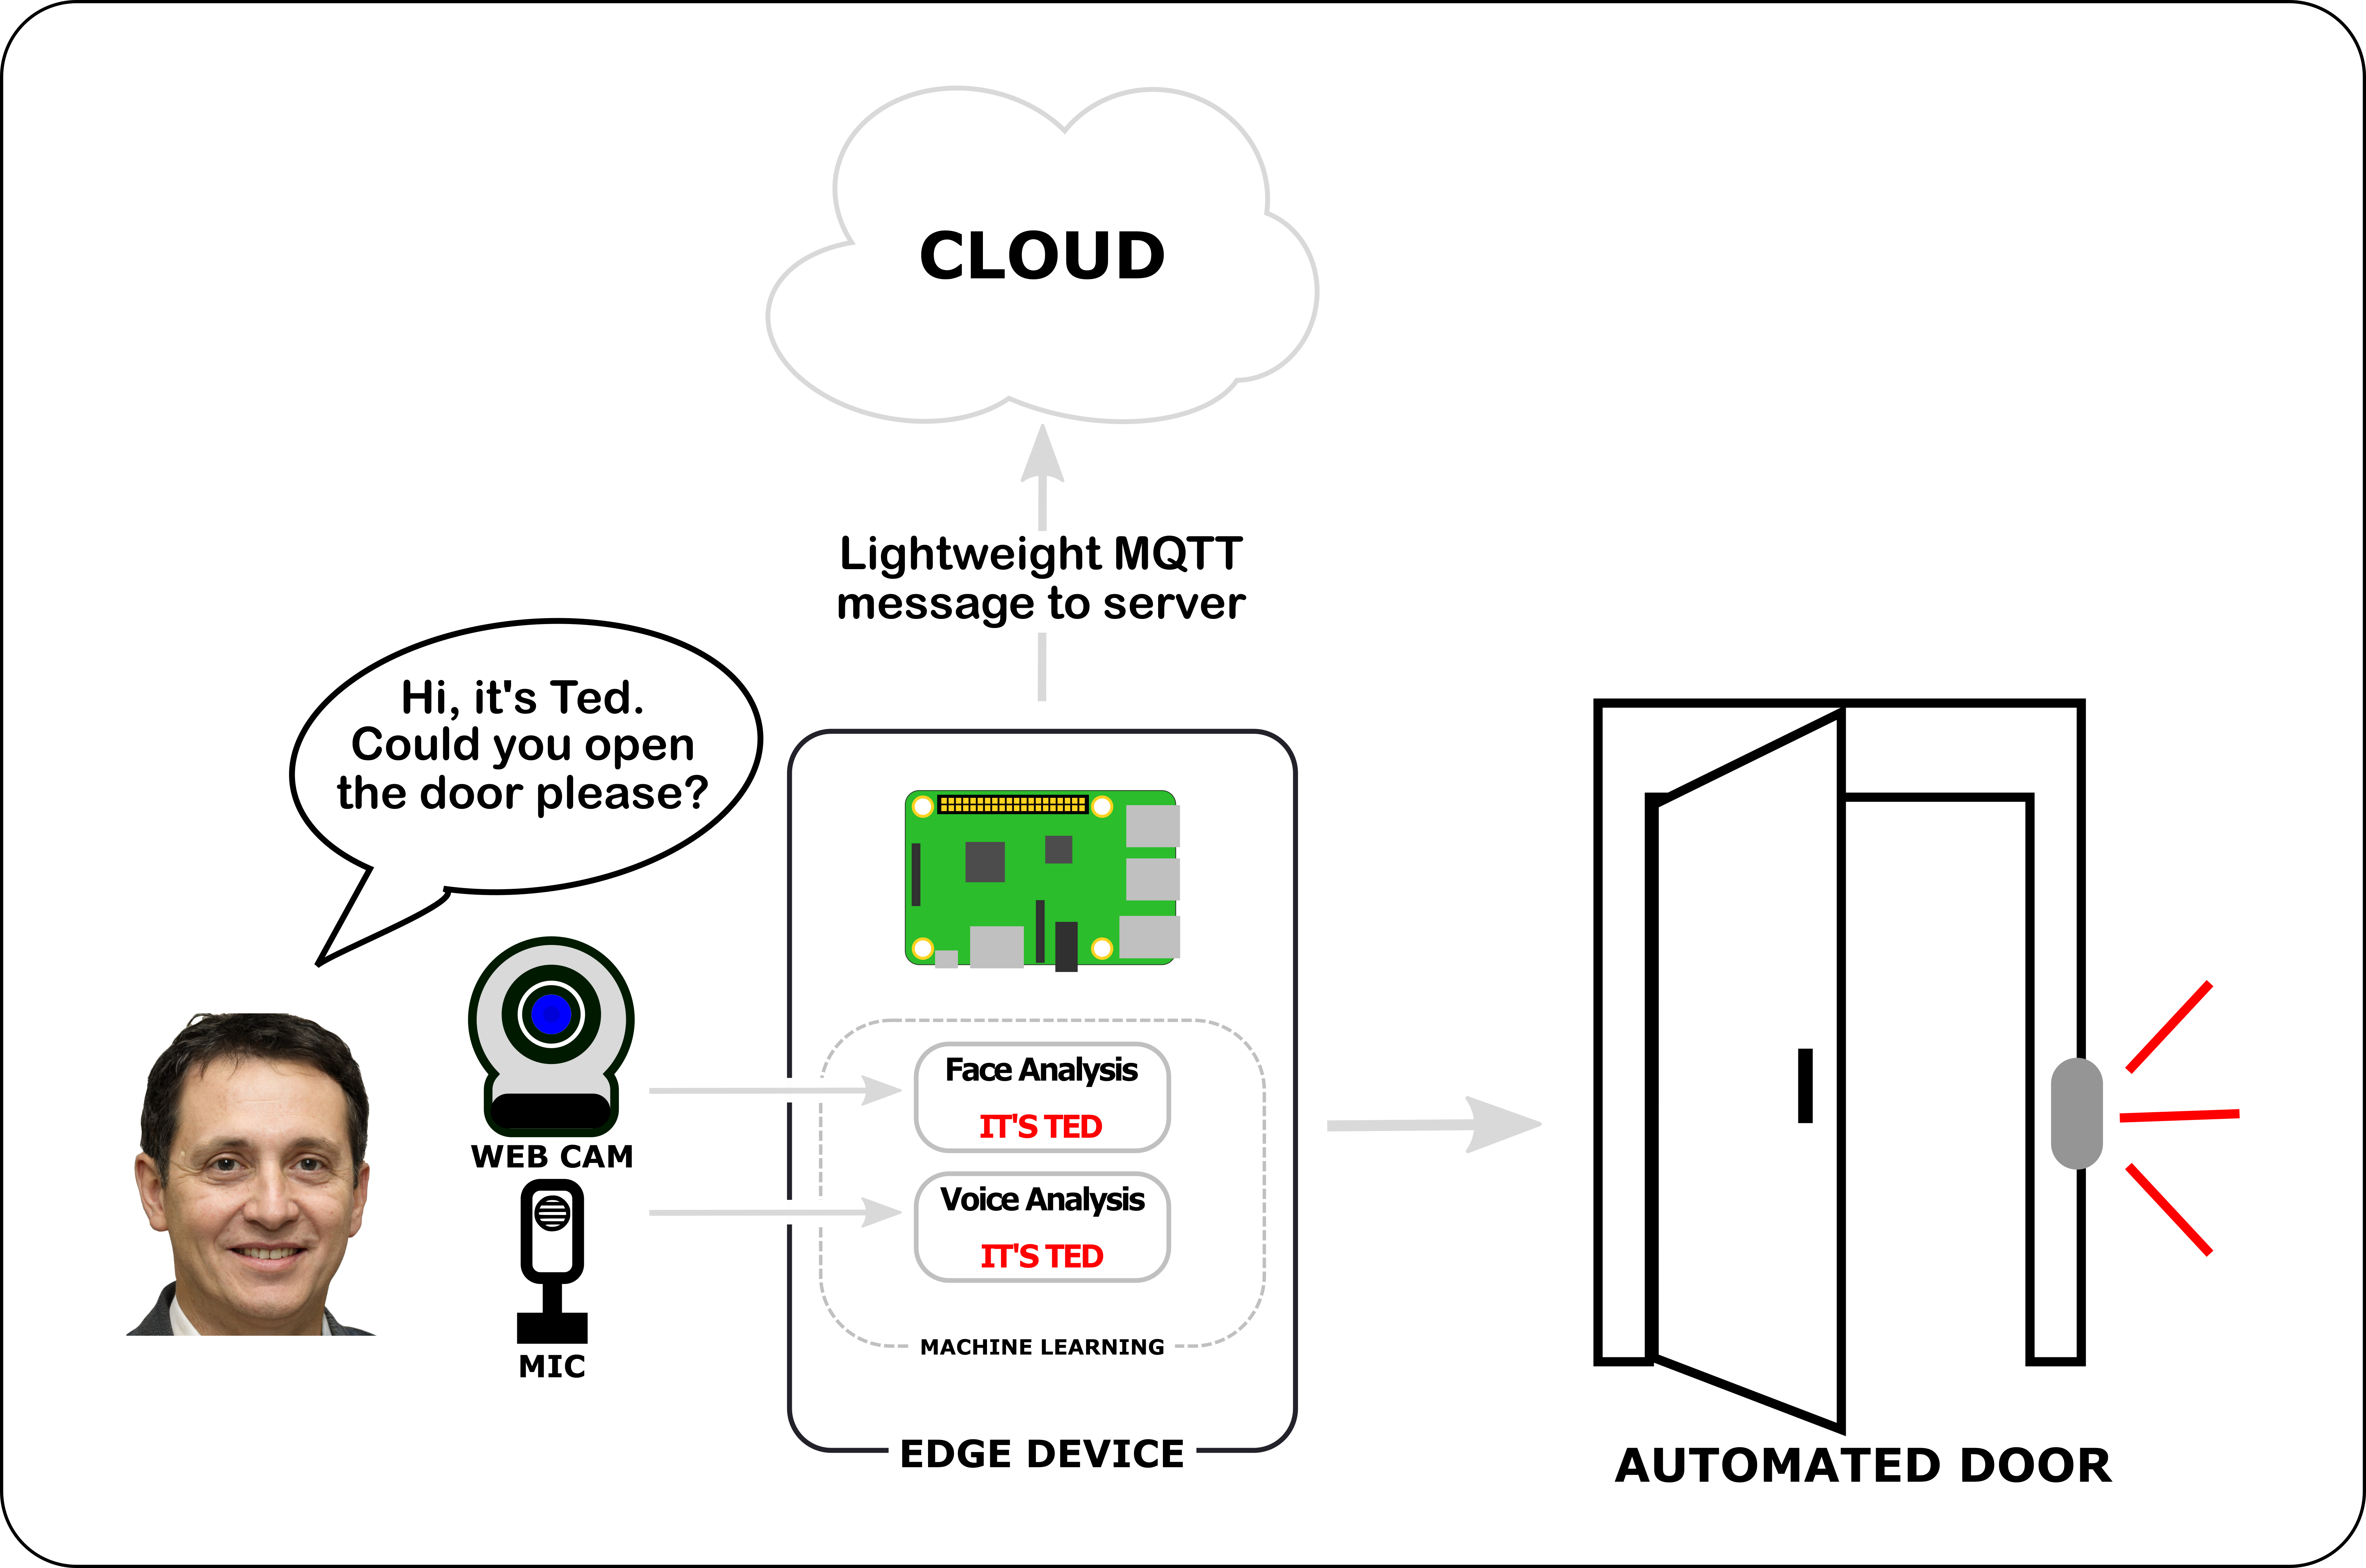 CLOUD
Lightweight MQTT
message to server
Hi, it's Ted.
Could you open
the door please?
WEB CAM
MIC
Face Analysis
IT'S TED
Voice Analysis
IT'S TED
MACHINE LEARNING
EDGE DEVICE
AUTOMATED DOOR